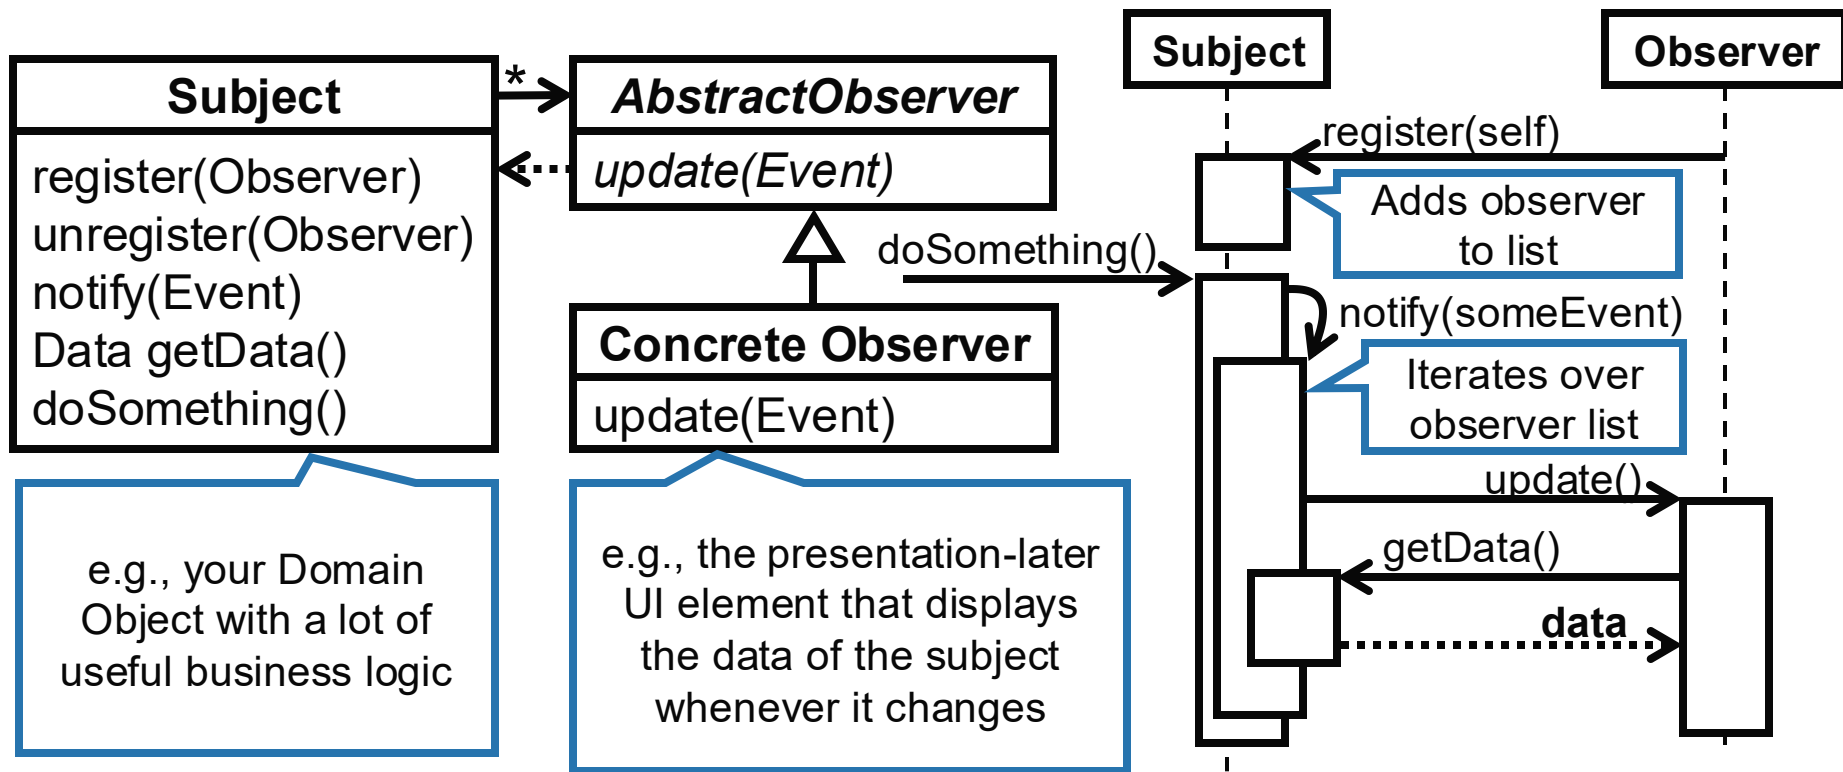 Subject
register(Observer)
unregister(Observer)
notify(Event)
Data getData()
doSomething()
e.g., your Domain
Object with a lot of
useful business logic
*
AbstractObserver
update(Event)
Concrete Observer
update(Event)
e.g., the presentation-later
UI element that displays
the data of the subject
whenever it changes
Subject
Observer
register(self)
Adds observer
to list
doSomething()
notify(someEvent)
Iterates over
observer list
update()
getData()
data